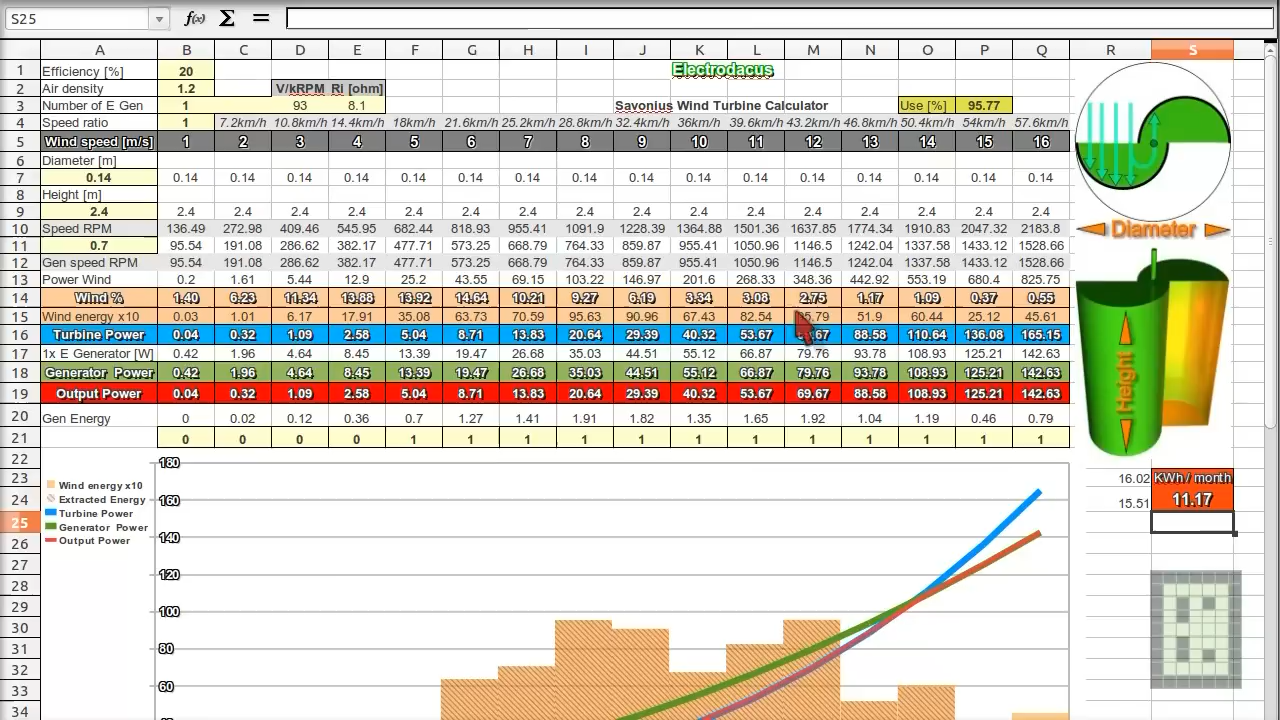 S25 f(x) Σ =
A B C D E F G H I J K L M N O P Q R S
1 Efficiency [%] 20 Electrodacus
2 Air density 1.2 V/kRPM RI [ohm]
3 Number of E Gen 1 93 8.1 Savonius Wind Turbine Calculator Use [%] 95.77
4 Speed ratio 1 7.2km/h 10.8km/h 14.4km/h 18km/h 21.6km/h 25.2km/h 28.8km/h 32.4km/h 36km/h 39.6km/h 43.2km/h 46.8km/h 50.4km/h 54km/h 57.6km/h
5 Wind speed [m/s] 1 2 3 4 5 6 7 8 9 10 11 12 13 14 15 16
6 Diameter [m]
7 0.14 0.14 0.14 0.14 0.14 0.14 0.14 0.14 0.14 0.14 0.14 0.14 0.14 0.14 0.14 0.14 0.14
8 Height [m]
9 2.4 2.4 2.4 2.4 2.4 2.4 2.4 2.4 2.4 2.4 2.4 2.4 2.4 2.4 2.4 2.4 2.4
10 Speed RPM 136.49 272.98 409.46 545.95 682.44 955.41 1091.9 1228.39 1364.88 1501.36 1637.85 1774.34 1910.83 2047.32 2183.8 Diameter
11 0.7 95.54 191.08 286.62 382.17 477.71 573.25 668.79 764.33 859.87 955.41 1050.96 1146.5 1242.04 1337.58 1433.12 1528.66
12 Gen speed RPM 95.54 191.08 286.62 382.17 477.71 573.25 668.79 764.33 859.87 955.41 1050.96 1146.5 1242.04 1337.58 1433.12 1528.66
13 Power Wind 0.2 1.61 5.44 12.9 25.2 43.55 69.15 103.22 146.97 201.6 268.33 348.36 442.92 553.19 680.4 825.75
14 Wind % 1.40 6.23 11.34 13.88 13.92 14.64 10.21 9.27 6.19 3.34 3.08 2.75 1.17 1.09 0.37 0.55
15 Wind energy x10 0.03 1.01 6.17 17.91 35.08 63.73 70.59 95.63 90.96 67.43 82.54 51.9 60.44 25.12 45.61
16 Turbine Power 0.04 0.32 1.09 2.58 5.04 8.71 13.83 20.64 29.39 40.32 53.67 88.58 110.64 136.08 165.15
17 1x E Generator [W] 0.42 1.96 4.64 8.45 13.39 19.47 26.68 35.03 44.51 55.12 66.87 79.76 93.78 108.93 125.21 142.63
18 Generator Power 0.42 1.96 4.64 8.45 13.39 19.47 26.68 35.03 44.51 55.12 66.87 79.76 93.78 108.93 125.21 142.63
19 Output Power 0.04 0.32 1.09 2.58 5.04 8.71 13.83 20.64 29.39 40.32 53.67 69.67 88.58 108.93 125.21 142.63
Height
20 Gen Energy 0 0.02 0.12 0.36 0.7 1.27 1.41 1.91 1.82 1.35 1.65 1.92 1.04 1.19 0.46 0.79
21 0 0 0 0 1 1 1 1 1 1 1 1 1 1 1 1
22 180
23 Wind energy x10 16.02 KWh / month
24 Extracted Energy 160 15.51 11.17
Turbine Power
25 Generator Power
26 Output Power 140
27 120
28
29 100
30
31 80
32
33 60
34